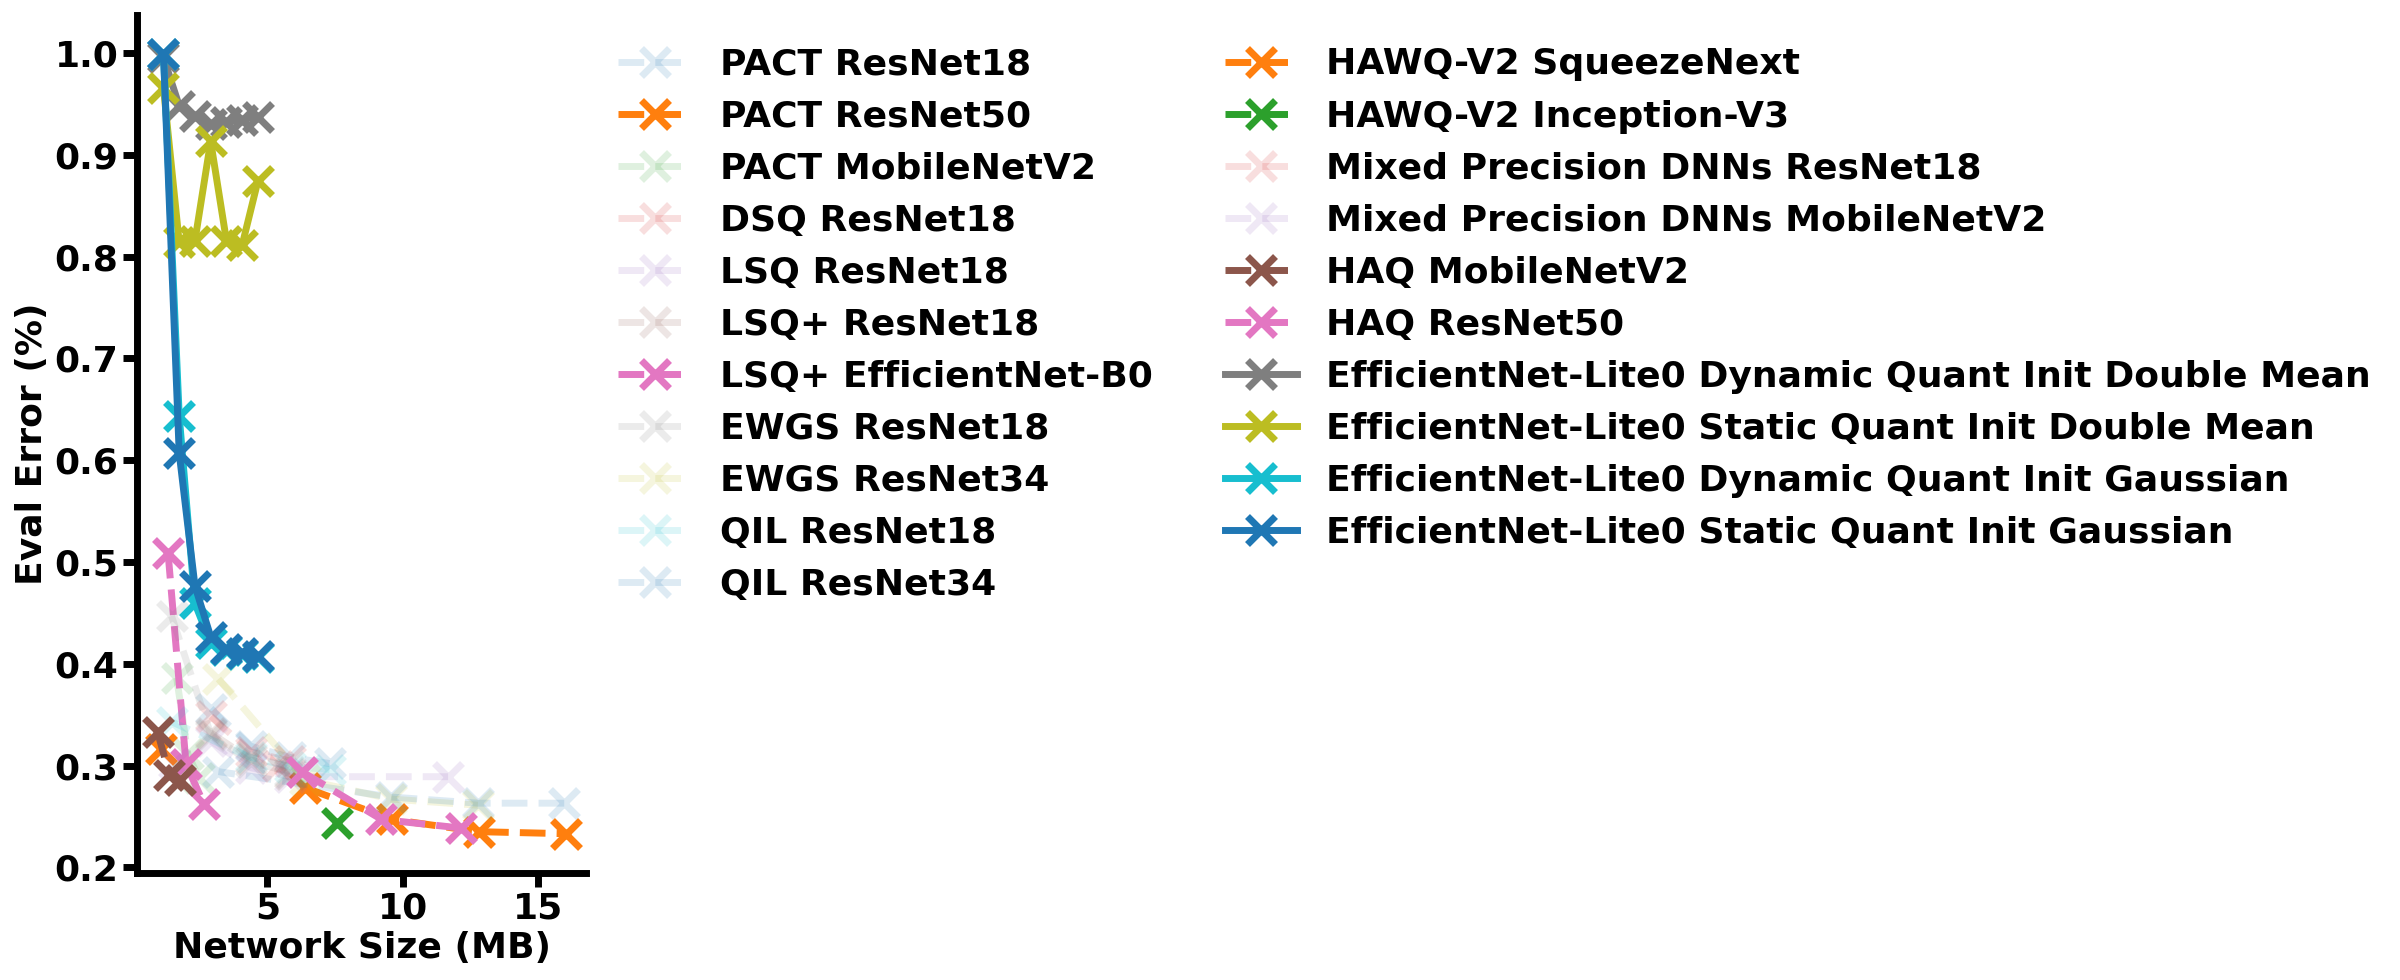 1.0
0.9
0.8
0.7
0.6
0.5
0.4
0.3
0.2
Eval Error (%)
5 10 15
Network Size (MB)
PACT ResNet18
PACT ResNet50
PACT MobileNetV2
DSQ ResNet18
LSQ ResNet18
LSQ+ ResNet18
LSQ+ EfficientNet-B0
EWGS ResNet18
EWGS ResNet34
QIL ResNet18
QIL ResNet34
HAWQ-V2 SqueezeNext
HAWQ-V2 Inception-V3
Mixed Precision DNNs ResNet18
Mixed Precision DNNs MobileNetV2
HAQ MobileNetV2
HAQ ResNet50
EfficientNet-Lite0 Dynamic Quant Init Double Mean
EfficientNet-Lite0 Static Quant Init Double Mean
EfficientNet-Lite0 Dynamic Quant Init Gaussian
EfficientNet-Lite0 Static Quant Init Gaussian